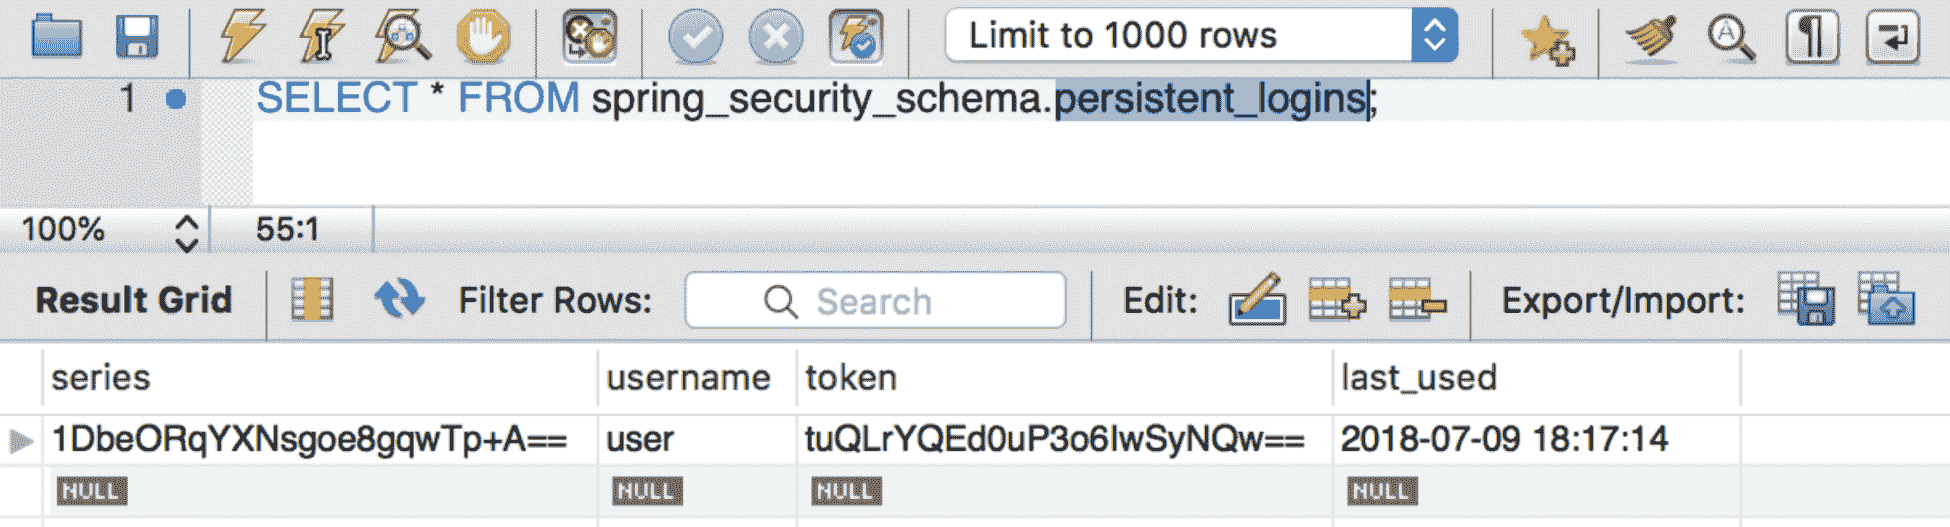 Limit to 1000 rows
1 SELECT * FROM spring_security_schema.persistent_logins;
100% 55:1
Result Grid Filter Rows: Search Edit: Export/Import:
series username token last_used
1DbeORqYXNsgoe8gqwTp+A== user tuQLrYQEd0uP3o6lwSyNQw== 2018-07-09 18:17:14
NULL NULL NULL NULL